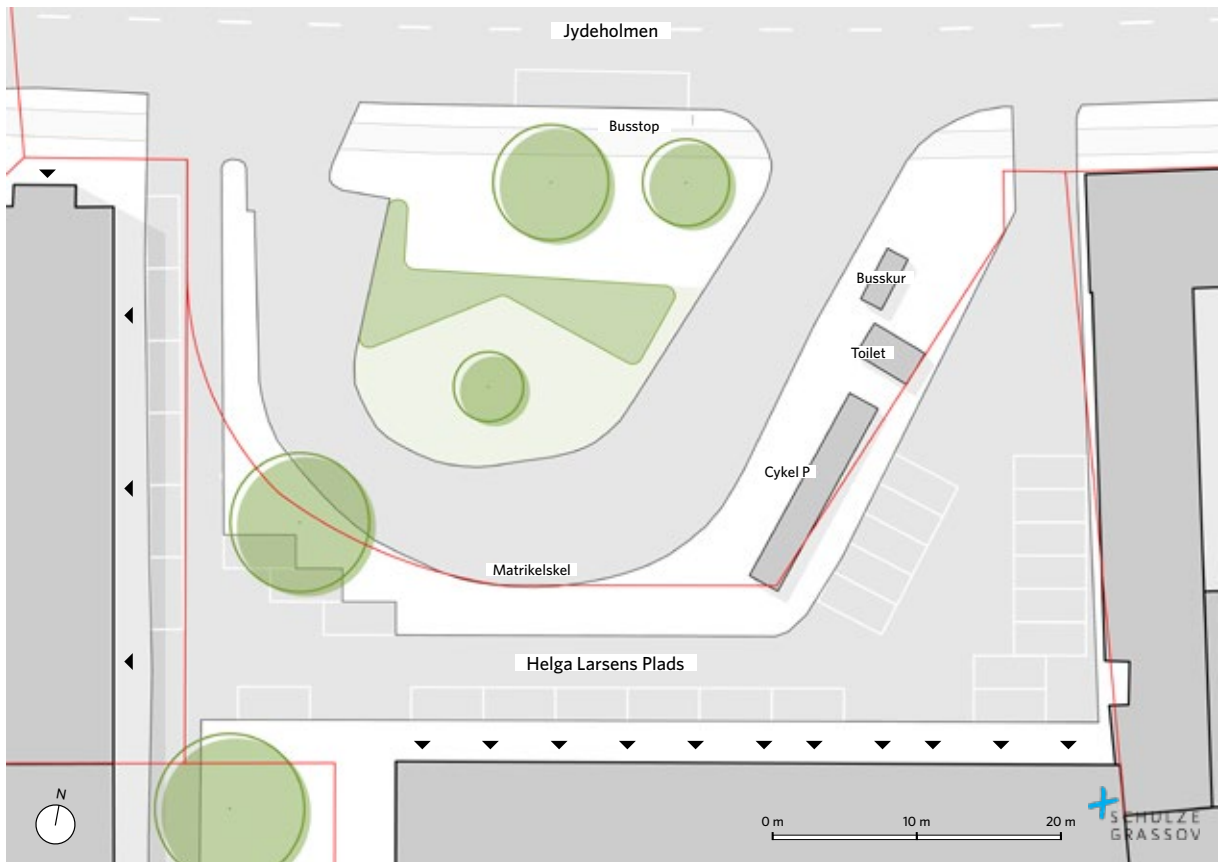 Jydeholmen
Busstop
Busskur
Toilet
Cykel P
Matrikelskel
Helga Larsens Plads
N
0 m
10 m
20 m
SCHULZE
GRASSOV